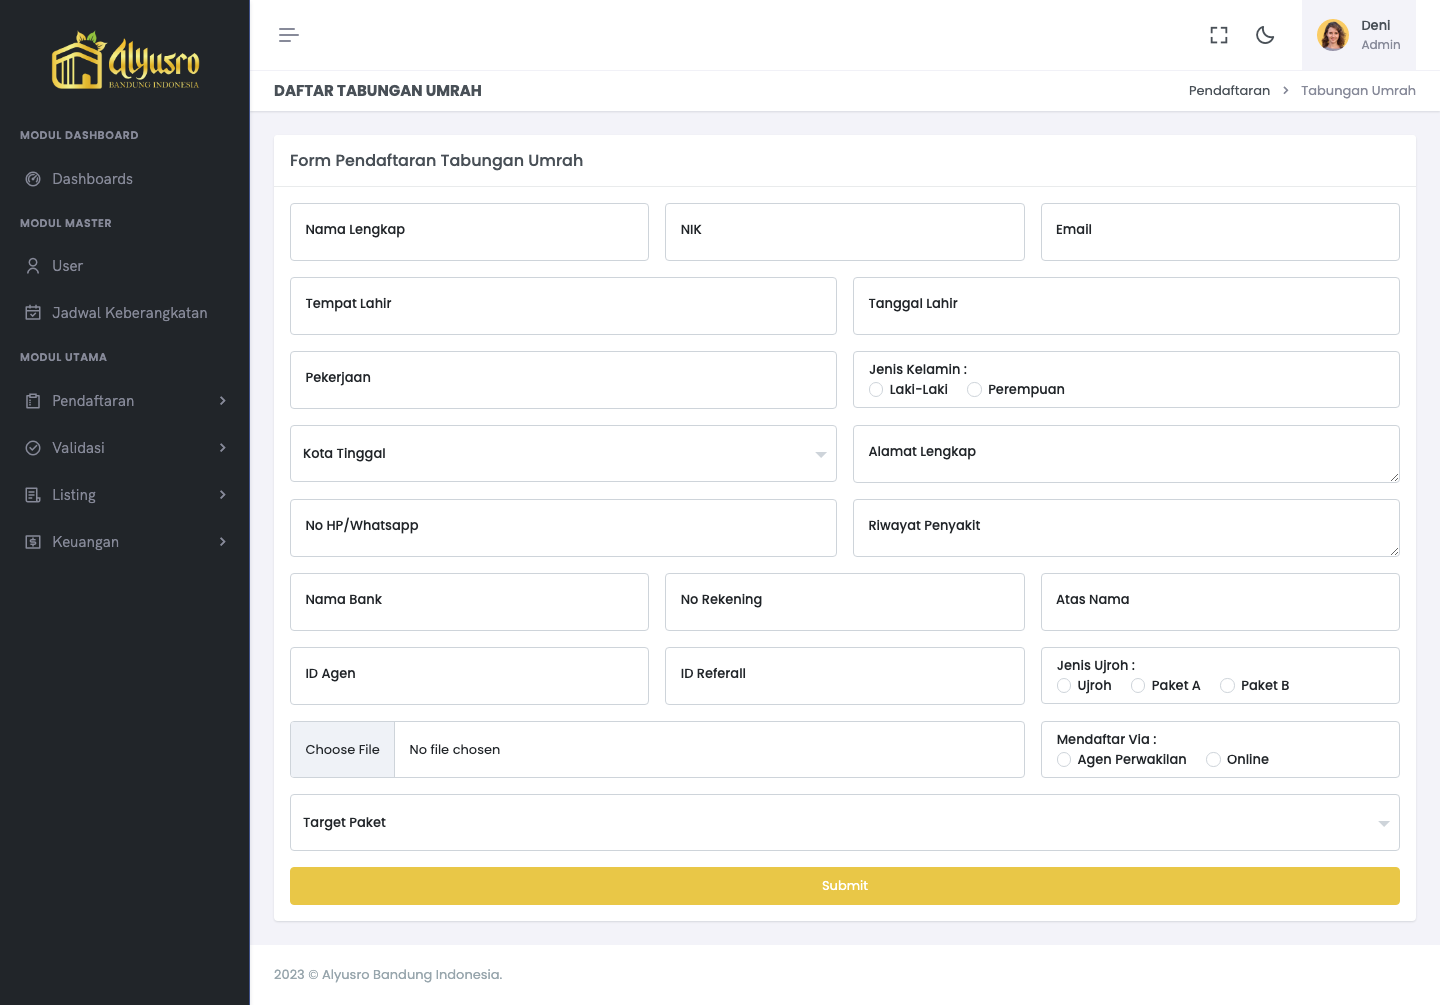 Alyusro
BANDUNG INDONESIA
MODUL DASHBOARD
Dashboards
MODUL MASTER
User
Jadwal Keberangkatan
MODUL UTAMA
Pendaftaran
Validasi
Listing
Keuangan
Deni
Admin
DAFTAR TABUNGAN UMRAH
Pendaftaran > Tabungan Umrah
Form Pendaftaran Tabungan Umrah
Nama Lengkap NIK Email
Tempat Lahir Tanggal Lahir
Pekerjaan Jenis Kelamin :
Laki-Laki Perempuan
Kota Tinggal Alamat Lengkap
No HP/Whatsapp Riwayat Penyakit
Nama Bank No Rekening Atas Nama
ID Agen ID Referall Jenis Ujroh :
Ujroh Paket A Paket B
Choose File No file chosen Mendaftar Via :
Agen Perwakilan Online
Target Paket
Submit
2023 © Alyusro Bandung Indonesia.